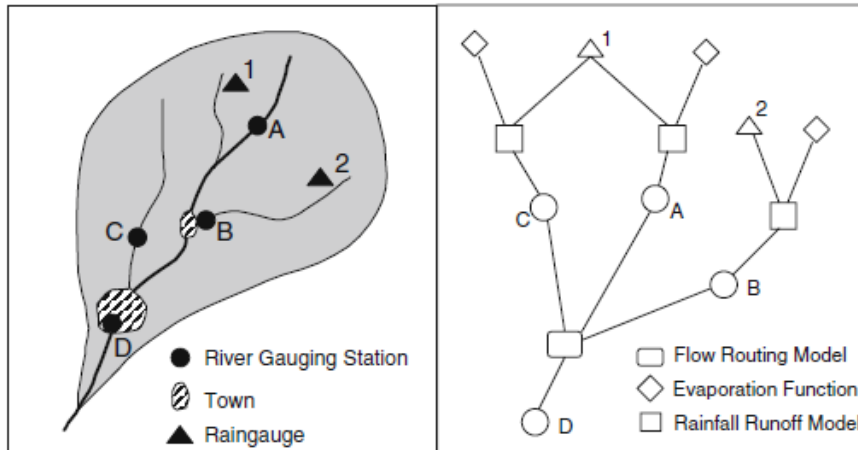 1
A
2
B
C
D
River Gauging Station
Town
Raingauge
1
2
C
A
B
D
Flow Routing Model
Evaporation Function
Rainfall Runoff Model